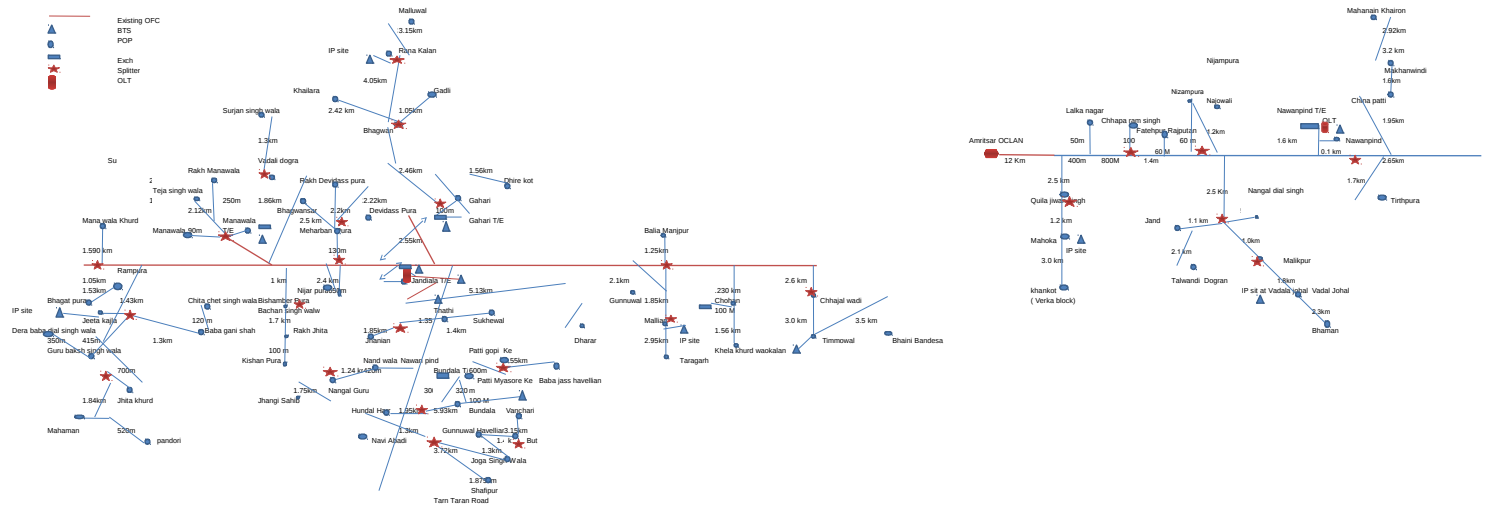 Existing OFC
BTS
POP
Exch
Splitter
OLT
Malluwal
3.15km
IP site
Rana Kalan
4.05km
Khailara
Gadli
2.42 km
1.05km
Surjan singh wala
Bhagwan
1.3km
Su
Vadali dogra
2.46km
1.56km
Rakh Manawala
Rakh Devidass pura
Dhire kot
Teja singh wala
250m
1.86km
2.22km
Gahari
2.12km
Bhagwansar
2.2km
Devidass Pura
100m
Mana wala Khurd
Manawala
2.5 km
Gahari T/E
Manawala
90m
T/E
Meharban Pura
2.55km
Balia Manjpur
1.590 km
130m
1.25km
Rampura
1.05km
1 km
2.4 km
Jandiala T/E
2.1km
.230 km
2.6 km
1.53km
Nijar pura
5.13km
Bhagat pura
1.43km
Chita chet singh wala
Bishamber Pura
Gunnuwal
1.85km
Chohan
Chhajal wadi
IP site
Bachan singh walw
Thathi
100 M
Jeeta kajla
120 m
1.7 km
1.35
Sukhewal
Mallian
3.0 km
3.5 km
Dera baba dial singh wala
Baba gani shah
Rakh Jhita
1.85km
1.4km
1.56 km
350m
415m
1.3km
Jhanian
Dharar
2.95km
IP site
Timmowal
Bhaini Bandesa
Guru baksh singh wala
100 m
Patti gopi Ke
Khela khurd waokalan
Kishan Pura
Nand wala
Nawan pind
.55km
Taragarh
700m
1.24 k
420m
Bundala T
600m
Baba jass havellian
Patti Myasore Ke
1.84km
Jhita khurd
1.75km
Nangal Guru
30
320 m
Jhangi Sahib
100 M
Hundal Ha
1.95k
5.93km
Bundala
Vanchari
Mahaman
520m
1.3km
Gunnuwal Havellian
3.15km
pandori
Navi Abadi
But
3.72km
1.3km
Joga Singh Wala
Shafipur
Tarn Taran Road
Mahanain Khairon
2.92km
3.2 km
Nijampura
Makhanwindi
1.6km
Nizampura
Najowali
China patti
Lalka nagar
Chhapa ram singh
Nawanpind T/E
OLT
1.95km
Fatehpur Rajputan
1.2km
Amritsar OCLAN
50m
100
60 m
1.6 km
Nawanpind
60 M
0.1 km
12 Km
400m
800M
1.4m
2.65km
2.5 km
1.7km
2.5 Km
Nangal dial singh
Quila jiwan singh
Tirthpura
1.2 km
Jand
1.1 km
Mahoka
1.0km
IP site
2.1 km
3.0 km
Malikpur
Talwandi Dogran
1.8km
khankot
IP sit at Vadala johal
Vadal Johal
( Verka block)
2.3km
Bhaman